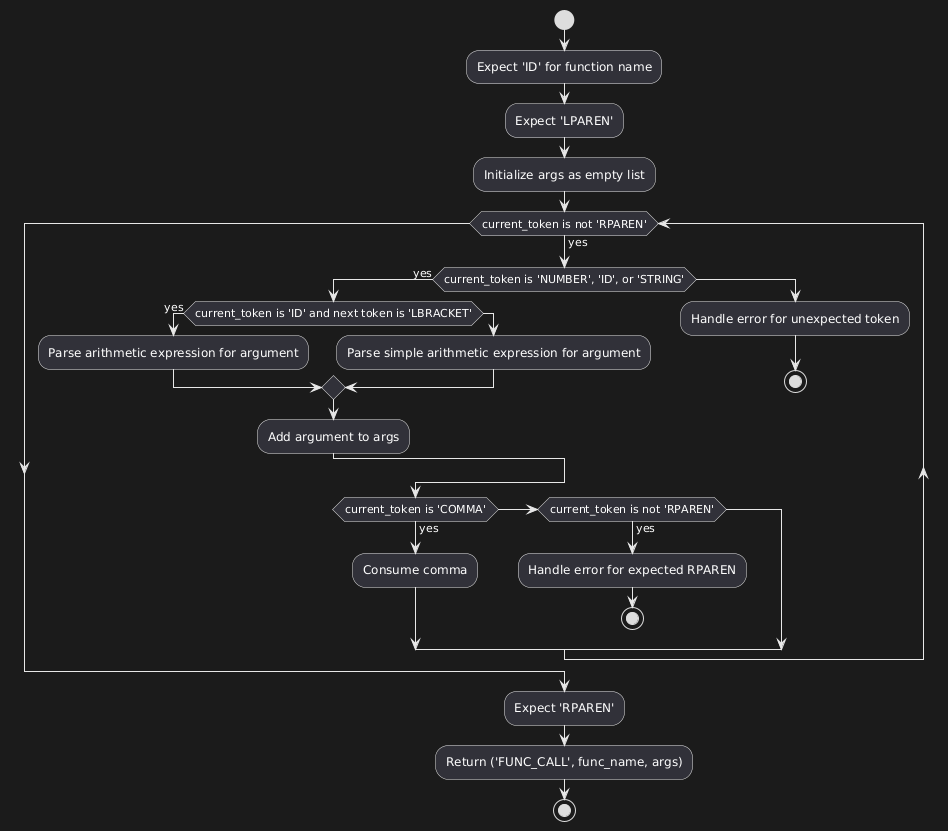 Expect 'ID' for function name
Expect 'LPAREN'
Initialize args as empty list
current_token is not 'RPAREN'
yes
yes
current_token is 'NUMBER', 'ID', or 'STRING'
yes
current_token is 'ID' and next token is 'LBRACKET'
Handle error for unexpected token
Parse arithmetic expression for argument
Parse simple arithmetic expression for argument
Add argument to args
current_token is 'COMMA'
current_token is not 'RPAREN'
yes
yes
Consume comma
Handle error for expected RPAREN
Expect 'RPAREN'
Return ('FUNC_CALL', func_name, args)